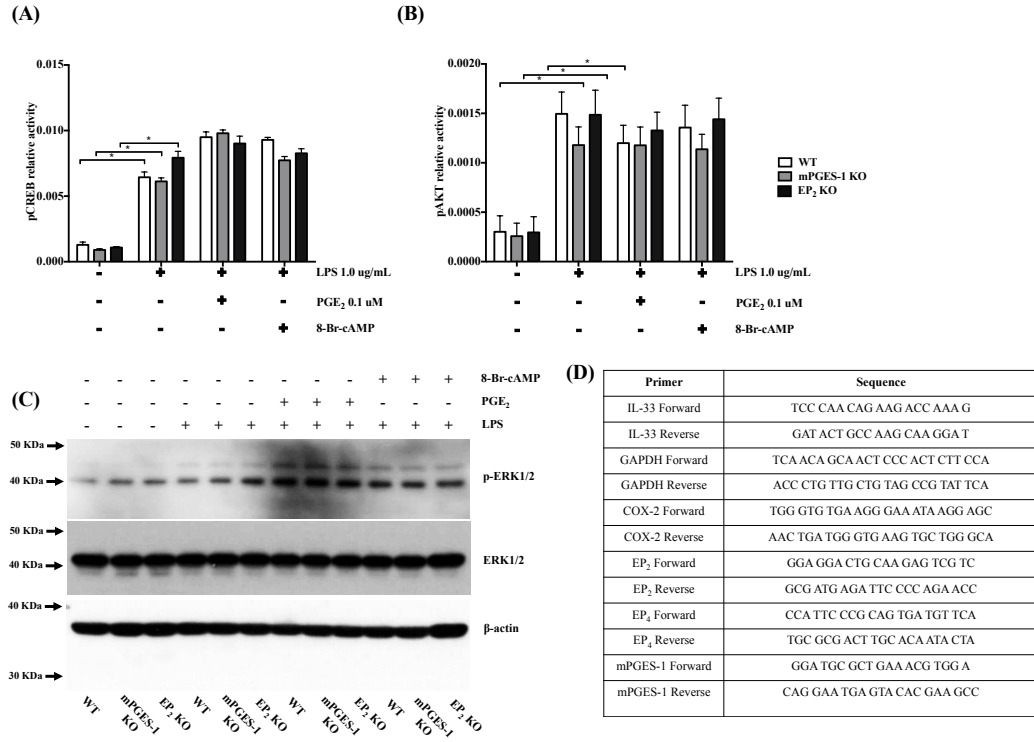 (A)
pCREB relative activity
0.015
0.010
0.005
0.000
* * *
- + + + LPS 1.0 ug/mL
- - + - PGE2 0.1 uM
- - - + 8-Br-cAMP
(B)
pAKT relative activity
0.0020
0.0015
0.0010
0.0005
0.0000
* * *
- + + +
LPS 1.0 ug/mL
- - + -
PGE2 0.1 uM
- - - +
8-Br-cAMP
WT
mPGES-1 KO
EP2 KO
(C)
- - - - - - - - - + + + 8-Br-cAMP
- - - - - - + + + - - - PGE2
- - - + + + + + + + + + LPS
50 KDa
40 KDa
p-ERK1/2
50 KDa
40 KDa
ERK1/2
40 KDa
β-actin
30 KDa
WT mPGES-1 KO EP2 KO WT mPGES-1 KO EP2 KO WT mPGES-1 KO EP2 KO WT mPGES-1 KO EP2 KO
(D)
Primer Sequence
IL-33 Forward TCC CAA CAG AAG ACC AAA G
IL-33 Reverse GAT ACT GCC AAG CAA GGA T
GAPDH Forward TCA ACA GCA ACT CCC ACT CTT CCA
GAPDH Reverse ACC CTG TTG CTG TAG CCG TAT TCA
COX-2 Forward TGG GTG TGA AGG GAA ATA AGG AGC
COX-2 Reverse AAC TGA TGG GTG AAG TGC TGG GCA
EP2 Forward GGA GGA CTG CAA GAG TCG TC
EP2 Reverse GCG ATG AGA TTC CCC AGA ACC
EP4 Forward CCA TTC CCG CAG TGA TGT TCA
EP4 Reverse TGC GCG ACT TGC ACA ATA CTA
mPGES-1 Forward GGA TGC GCT GAA ACG TGG A
mPGES-1 Reverse CAG GAA TGA GTA CAC GAA GCC